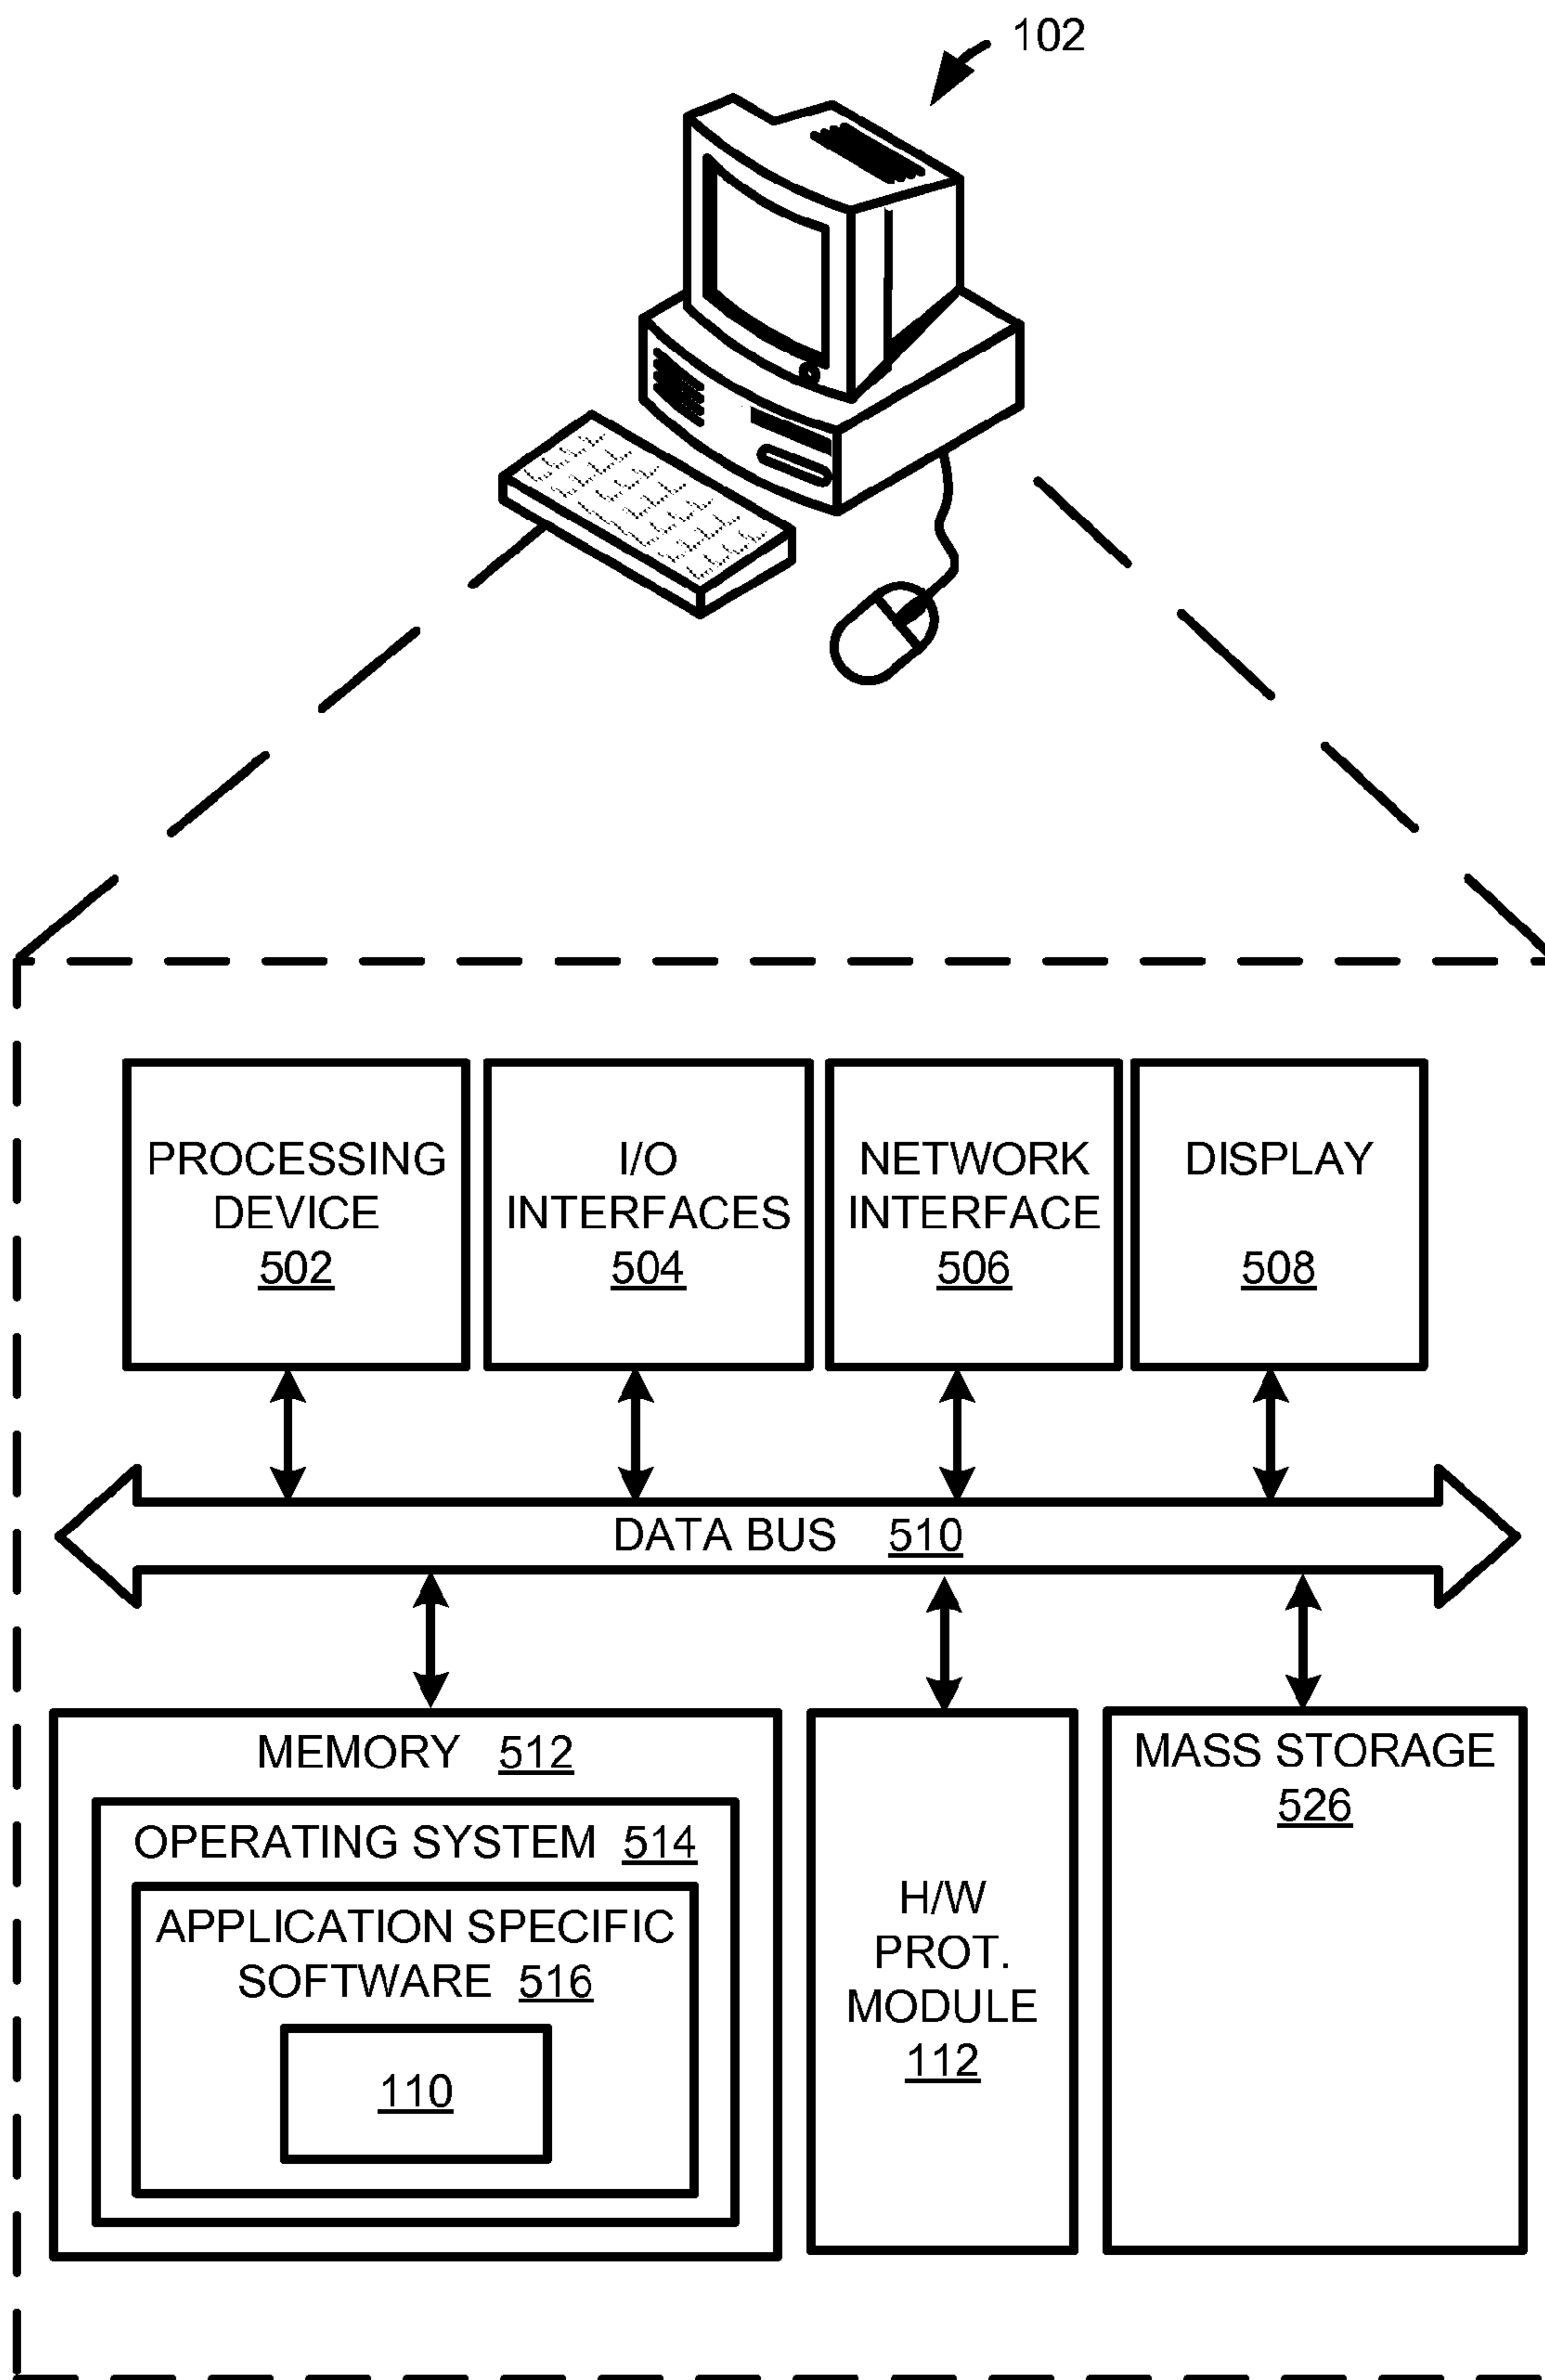 102
PROCESSING
DEVICE
502
I/O
INTERFACES
504
NETWORK
INTERFACE
506
DISPLAY
508
DATA BUS 510
MEMORY 512
OPERATING SYSTEM 514
APPLICATION SPECIFIC
SOFTWARE 516
110
H/W
PROT.
MODULE
112
MASS STORAGE
526